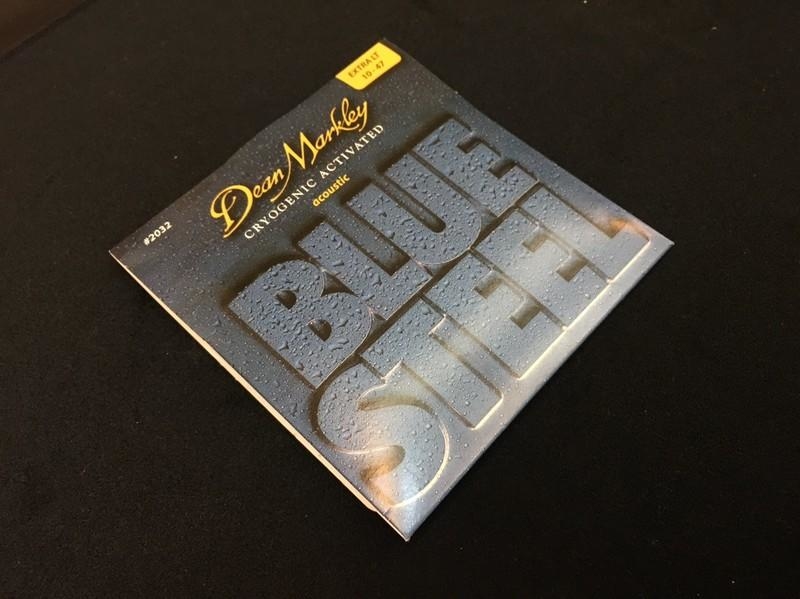 EXTRA LT
10-47
Dean Markley
CRYOGENIC ACTIVATED
acoustic
#2032
BLUE
STEEL